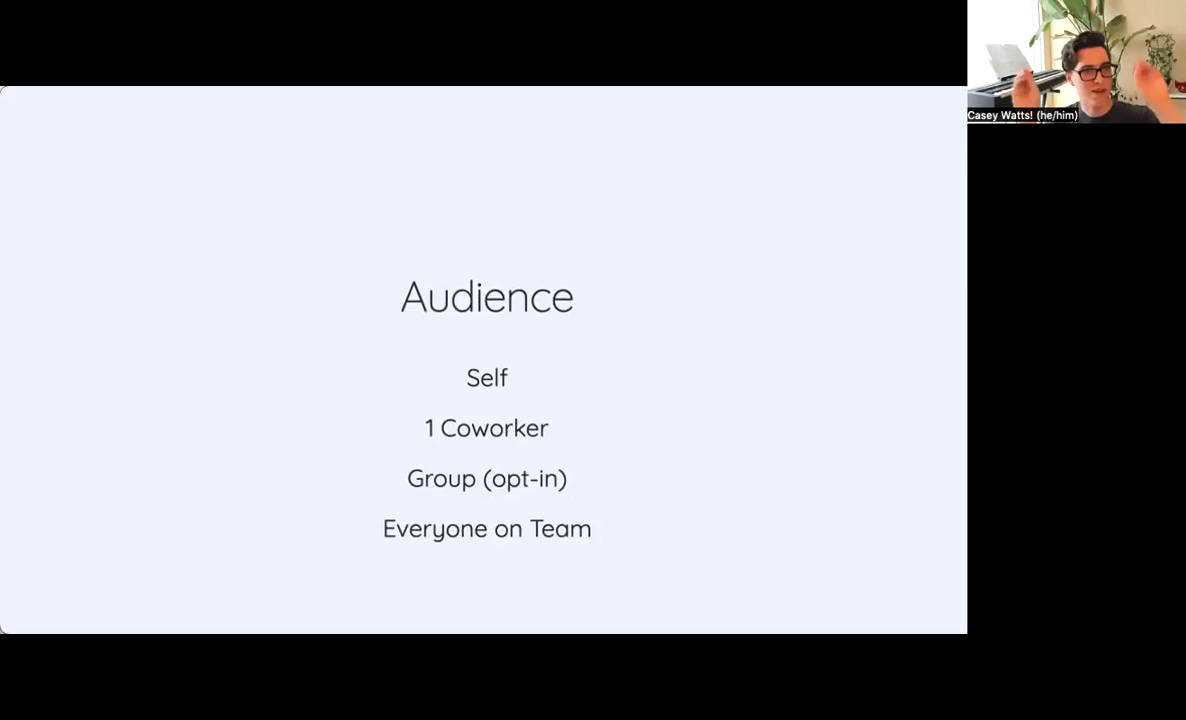 Audience
Self
1 Coworker
Group (opt-in)
Everyone on Team
Casey Watts! (he/him)